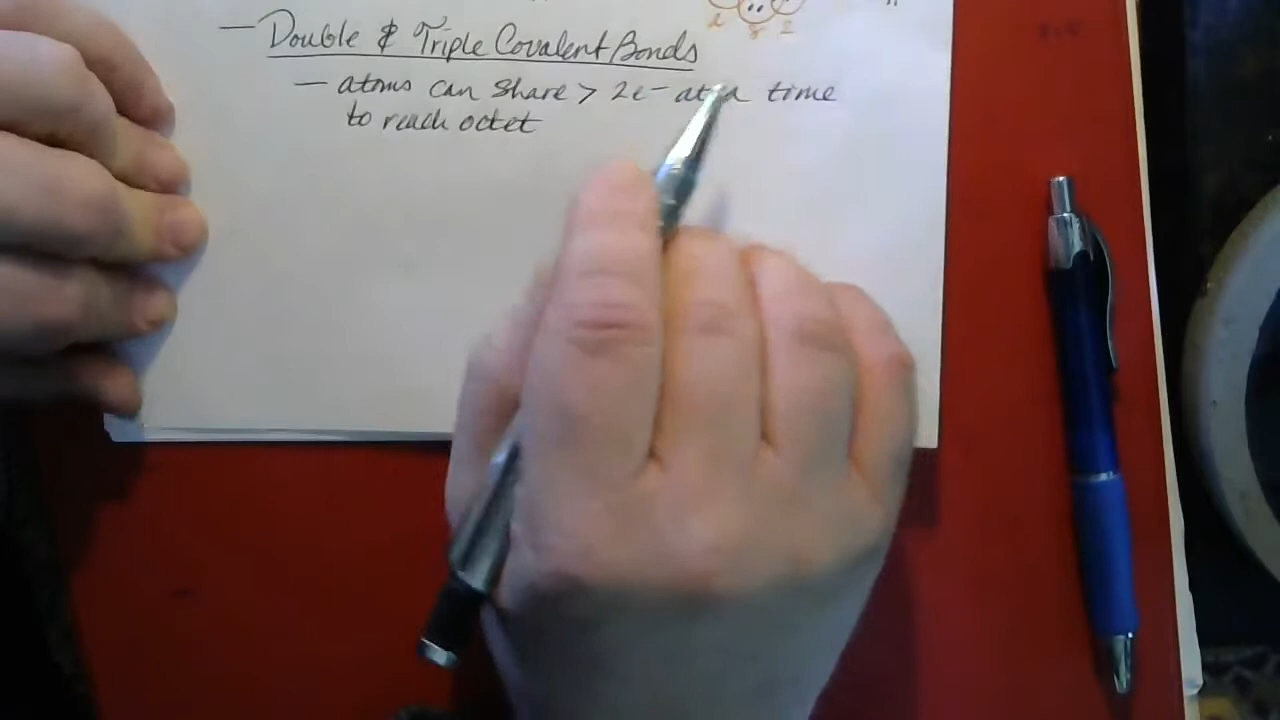 — Double & Triple Covalent Bonds
— atoms can share > 2e- at a time
to reach octet